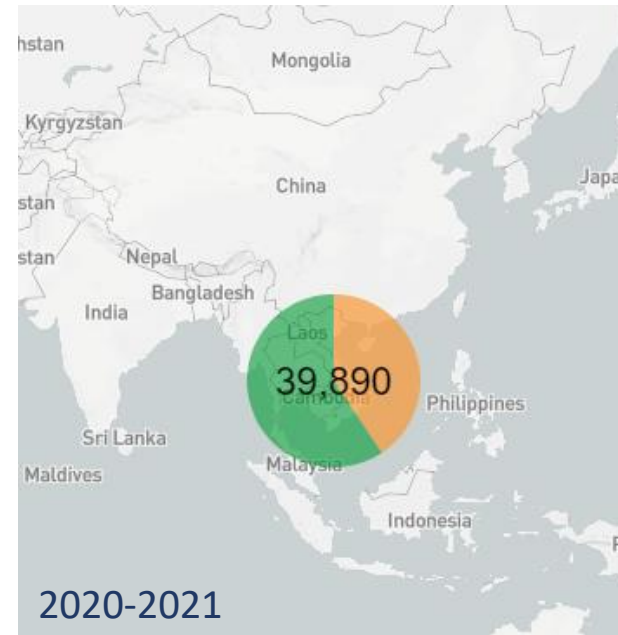 hstan
Mongolia
Kyrgyzstan
China
Japa
stan
stan
Nepal
Bangladesh
India
Laos
39,890
Cambodia
Philippines
Sri Lanka
Malaysia
Maldives
Indonesia
P
2020-2021